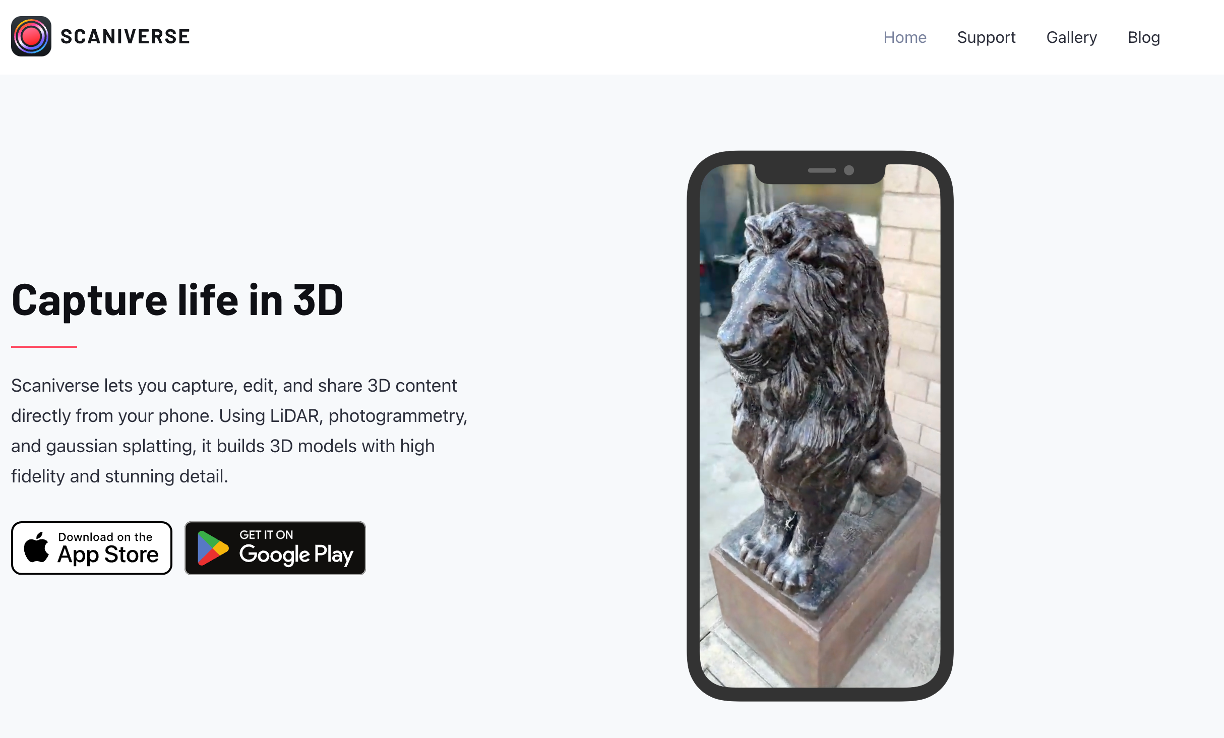 SCANIVERSE
Home Support Gallery Blog
Capture life in 3D
Scaniverse lets you capture, edit, and share 3D content
directly from your phone. Using LiDAR, photogrammetry,
and gaussian splatting, it builds 3D models with high
fidelity and stunning detail.
Download on the
App Store
GET IT ON
Google Play